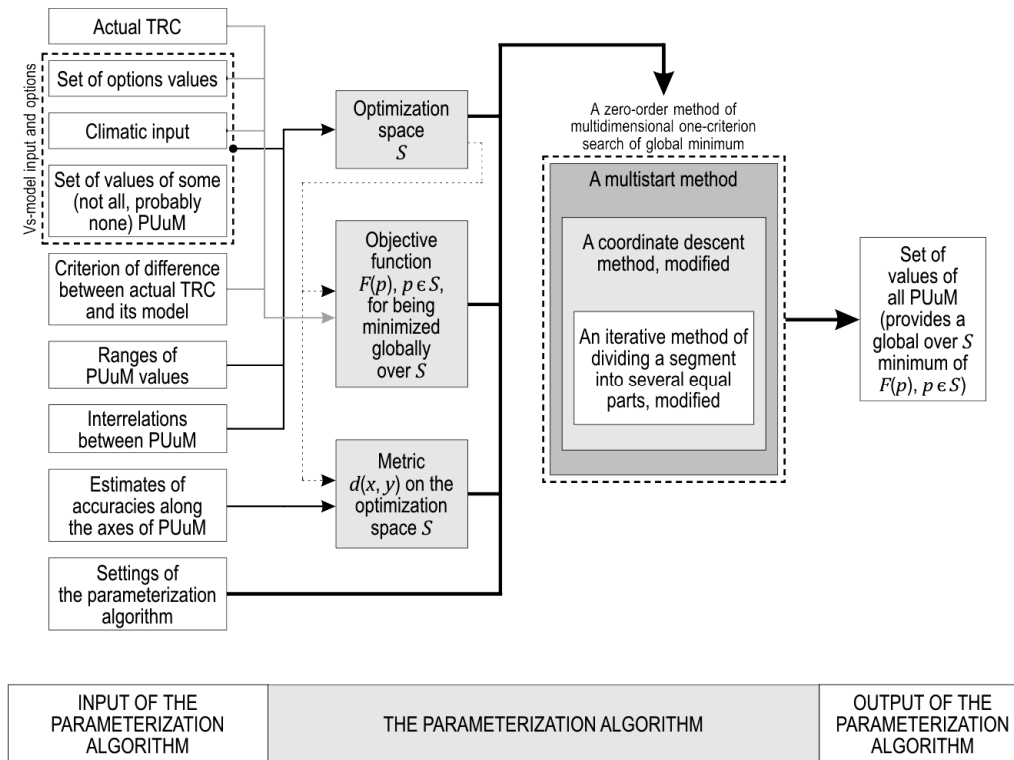 Actual TRC
Vs-model input and options
Set of options values
Climatic input
Set of values of some
(not all, probably
none) PUuM
Criterion of difference
between actual TRC
and its model
Ranges of
PUuM values
Interrelations
between PUuM
Estimates of
accuracies along
the axes of PUuM
Settings of
the parameterization
algorithm
Optimization
space
S
Objective
function
F(p), p ϵ S,
for being
minimized
globally
over S
Metric
d(x, y) on the
optimization
space S
A zero-order method of
multidimensional one-criterion
search of global minimum
A multistart method
A coordinate descent
method, modified
An iterative method of
dividing a segment
into several equal
parts, modified
Set of
values of
all PUuM
(provides a
global over S
minimum of
F(p), p ϵ S)
INPUT OF THE
PARAMETERIZATION
ALGORITHM
THE PARAMETERIZATION ALGORITHM
OUTPUT OF THE
PARAMETERIZATION
ALGORITHM